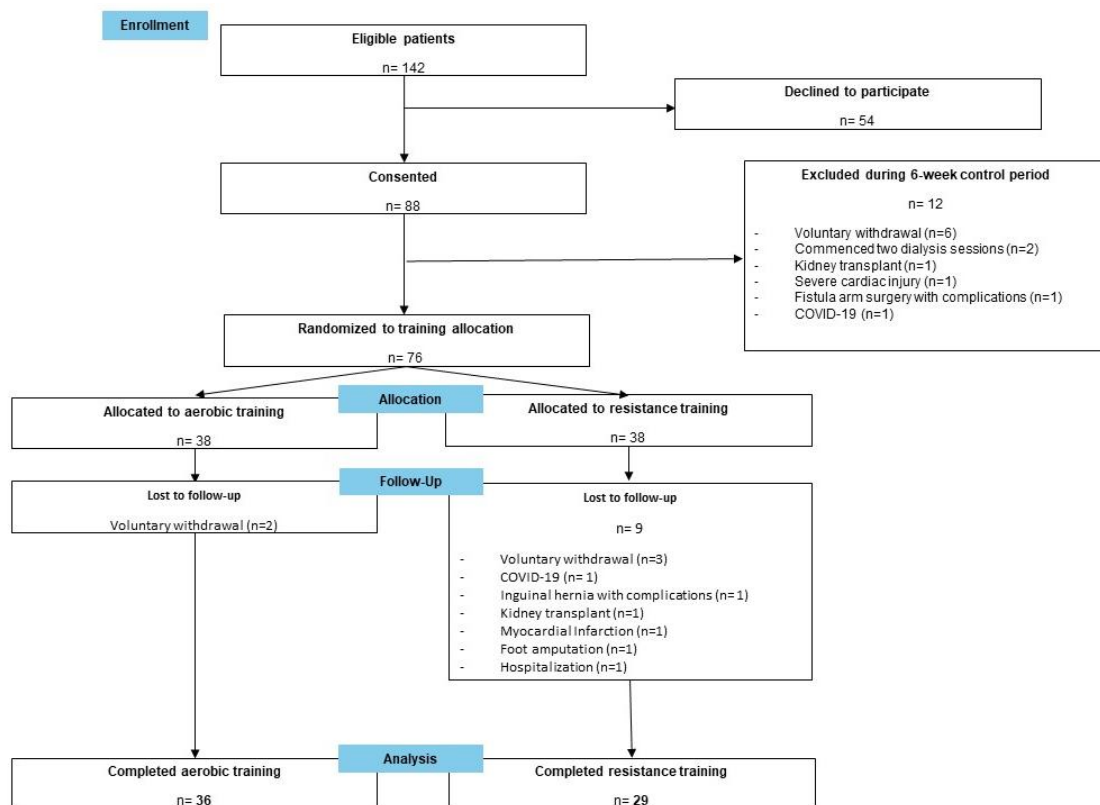 Enrollment
Eligible patients
n= 142
Declined to participate
n= 54
Consented
n= 88
Excluded during 6-week control period
n= 12
- Voluntary withdrawal (n=6)
- Commenced two dialysis sessions (n=2)
- Kidney transplant (n=1)
- Severe cardiac injury (n=1)
- Fistula arm surgery with complications (n=1)
- COVID-19 (n=1)
Randomized to training allocation
n= 76
Allocation
Allocated to aerobic training
n= 38
Allocated to resistance training
n= 38
Follow-Up
Lost to follow-up
Voluntary withdrawal (n=2)
Lost to follow-up
n= 9
- Voluntary withdrawal (n=3)
- COVID-19 (n= 1)
- Inguinal hernia with complications (n= 1)
- Kidney transplant (n=1)
- Myocardial Infarction (n=1)
- Foot amputation (n=1)
- Hospitalization (n=1)
Analysis
Completed aerobic training
n= 36
Completed resistance training
n= 29